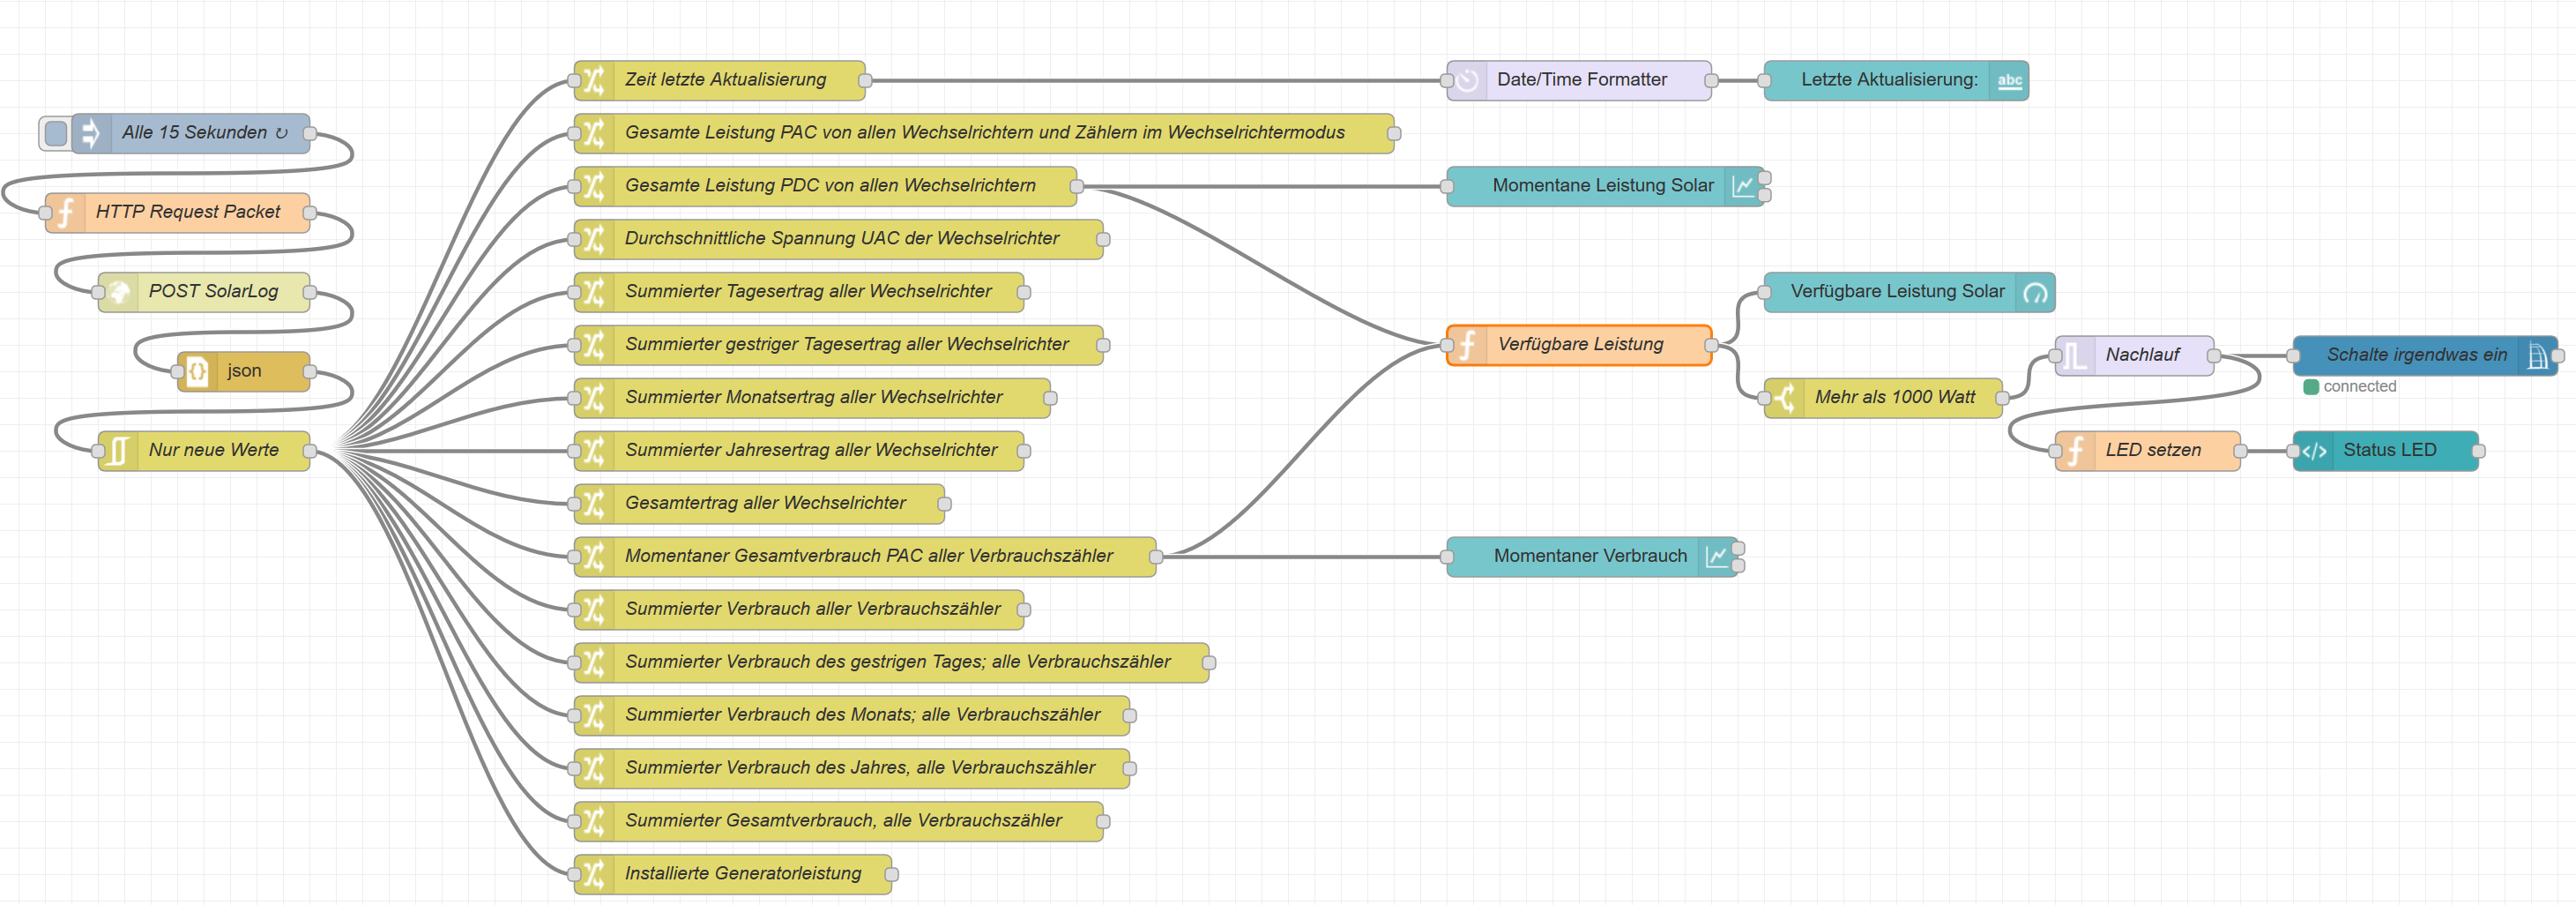 Alle 15 Sekunden ↻
HTTP Request Packet
POST SolarLog
{} json
Nur neue Werte
Zeit letzte Aktualisierung
Gesamte Leistung PAC von allen Wechselrichtern und Zählern im Wechselrichtermodus
Gesamte Leistung PDC von allen Wechselrichtern
Durchschnittliche Spannung UAC der Wechselrichter
Summierter Tagesertrag aller Wechselrichter
Summierter gestriger Tagesertrag aller Wechselrichter
Summierter Monatsertrag aller Wechselrichter
Summierter Jahresertrag aller Wechselrichter
Gesamtertrag aller Wechselrichter
Momentaner Gesamtverbrauch PAC aller Verbrauchszähler
Summierter Verbrauch aller Verbrauchszähler
Summierter Verbrauch des gestrigen Tages; alle Verbrauchszähler
Summierter Verbrauch des Monats; alle Verbrauchszähler
Summierter Verbrauch des Jahres, alle Verbrauchszähler
Summierter Gesamtverbrauch, alle Verbrauchszähler
Installierte Generatorleistung
Date/Time Formatter
Letzte Aktualisierung: abc
Momentane Leistung Solar
Verfügbare Leistung
Momentaner Verbrauch
Verfügbare Leistung Solar
Mehr als 1000 Watt
Nachlauf
LED setzen
Schalte irgendwas ein
connected
</> Status LED